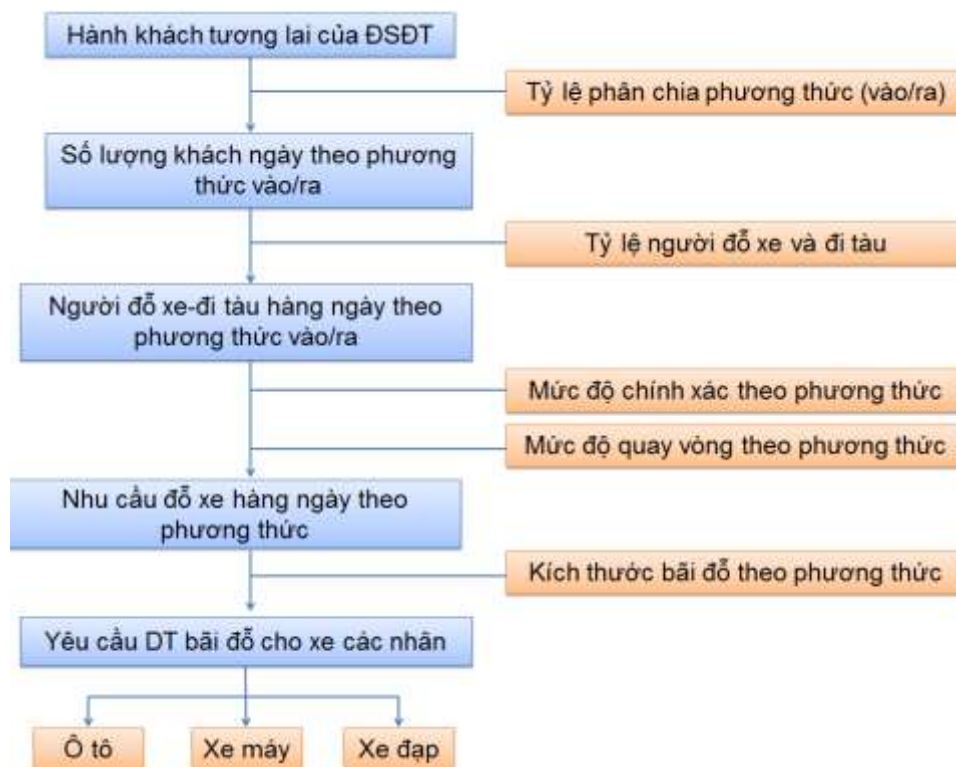 Hành khách tương lai của ĐSĐT
Tỷ lệ phân chia phương thức (vào/ra)
Số lượng khách ngày theo phương
thức vào/ra
Tỷ lệ người đỗ xe và đi tàu
Người đỗ xe-đi tàu hàng ngày theo
phương thức vào/ra
Mức độ chính xác theo phương thức
Mức độ quay vòng theo phương thức
Nhu cầu đỗ xe hàng ngày theo
phương thức
Kích thước bãi đỗ theo phương thức
Yêu cầu DT bãi đỗ cho xe các nhân
Ô tô
Xe máy
Xe đạp